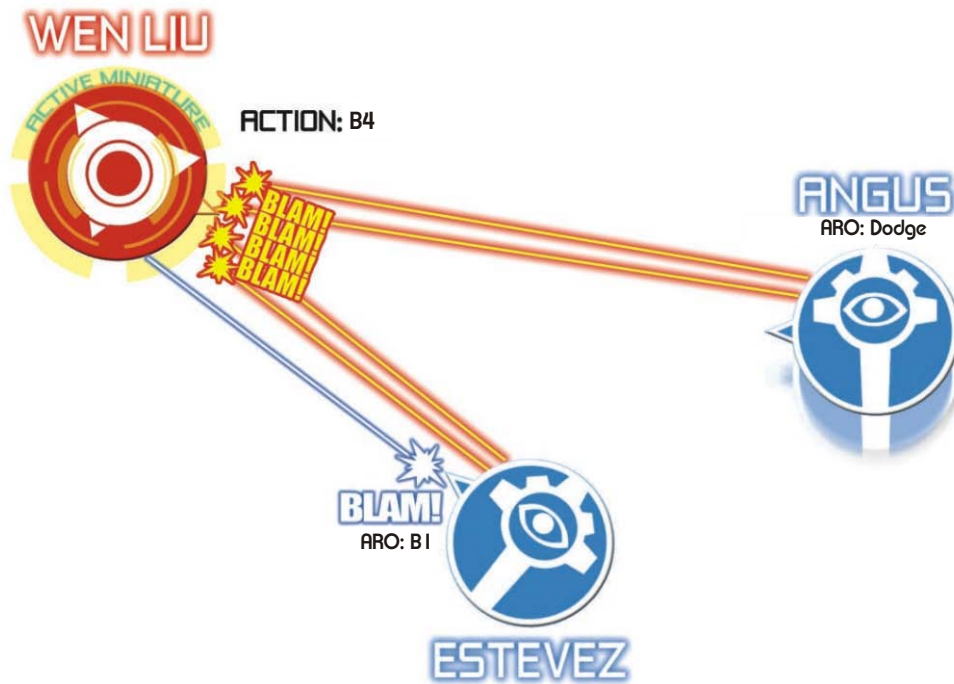 WEN LIU
ACTIVE MINIATURE
ACTION: B4
BLAM!
BLAM!
BLAM!
BLAM!
ANGUS
ARO: Dodge
BLAM!
ARO: B1
ESTEVEZ